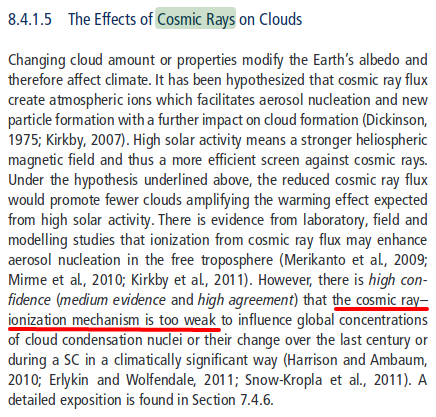 8.4.1.5 The Effects of Cosmic Rays on Clouds
Changing cloud amount or properties modify the Earth's albedo and
therefore affect climate. It has been hypothesized that cosmic ray flux
create atmospheric ions which facilitates aerosol nucleation and new
particle formation with a further impact on cloud formation (Dickinson,
1975; Kirkby, 2007). High solar activity means a stronger heliospheric
magnetic field and thus a more efficient screen against cosmic rays.
Under the hypothesis underlined above, the reduced cosmic ray flux
would promote fewer clouds amplifying the warming effect expected
from high solar activity. There is evidence from laboratory, field and
modelling studies that ionization from cosmic ray flux may enhance
aerosol nucleation in the free troposphere (Merikanto et al., 2009;
Mirme et al., 2010; Kirkby et al., 2011). However, there is high con-
fidence (medium evidence and high agreement) that the cosmic ray–
ionization mechanism is too weak to influence global concentrations
of cloud condensation nuclei or their change over the last century or
during a SC in a climatically significant way (Harrison and Ambaum,
2010; Erlykin and Wolfendale, 2011; Snow-Kropla et al., 2011). A
detailed exposition is found in Section 7.4.6.